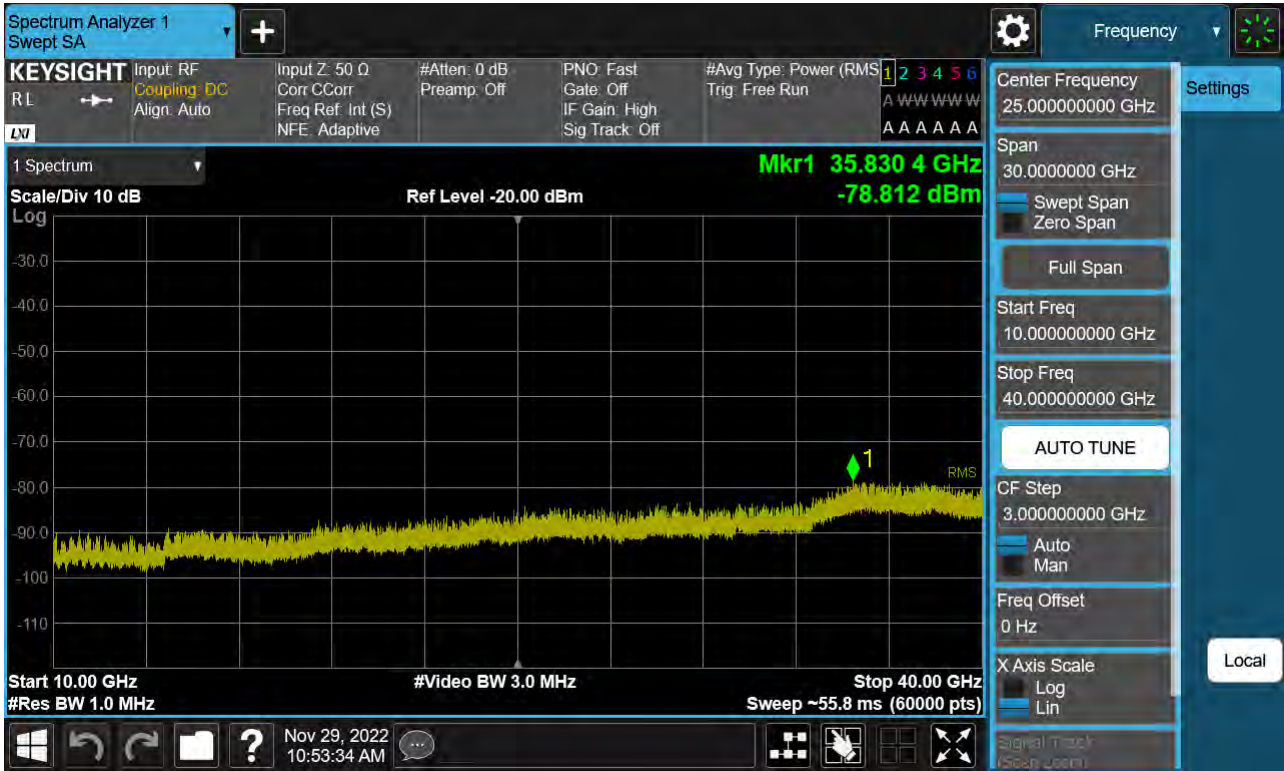 Spectrum Analyzer 1
Swept SA
+
Frequency
KEYSIGHT
RL
LXI
Input: RF
Coupling: DC
Align: Auto
Input Z: 50 Ω
Corr CCorr
Freq Ref: Int (S)
NFE: Adaptive
#Atten: 0 dB
Preamp: Off
PNO: Fast
Gate: Off
IF Gain: High
Sig Track: Off
#Avg Type: Power (RMS
Trig: Free Run
1 2 3 4 5 6
A W W W W W
A A A A A A
1 Spectrum
Scale/Div 10 dB
Log
Ref Level -20.00 dBm
Mkr1 35.830 4 GHz
-78.812 dBm
-30.0
-40.0
-50.0
-60.0
-70.0
-80.0
-90.0
-100
-110
1
RMS
Start 10.00 GHz
#Res BW 1.0 MHz
#Video BW 3.0 MHz
Stop 40.00 GHz
Sweep ~55.8 ms (60000 pts)
Center Frequency
25.000000000 GHz
Span
30.0000000 GHz
Swept Span
Zero Span
Full Span
Start Freq
10.000000000 GHz
Stop Freq
40.000000000 GHz
AUTO TUNE
CF Step
3.000000000 GHz
Auto
Man
Freq Offset
0 Hz
X Axis Scale
Log
Lin
Signal Track
(Span Zoom)
Settings
Local
?
Nov 29, 2022
10:53:34 AM